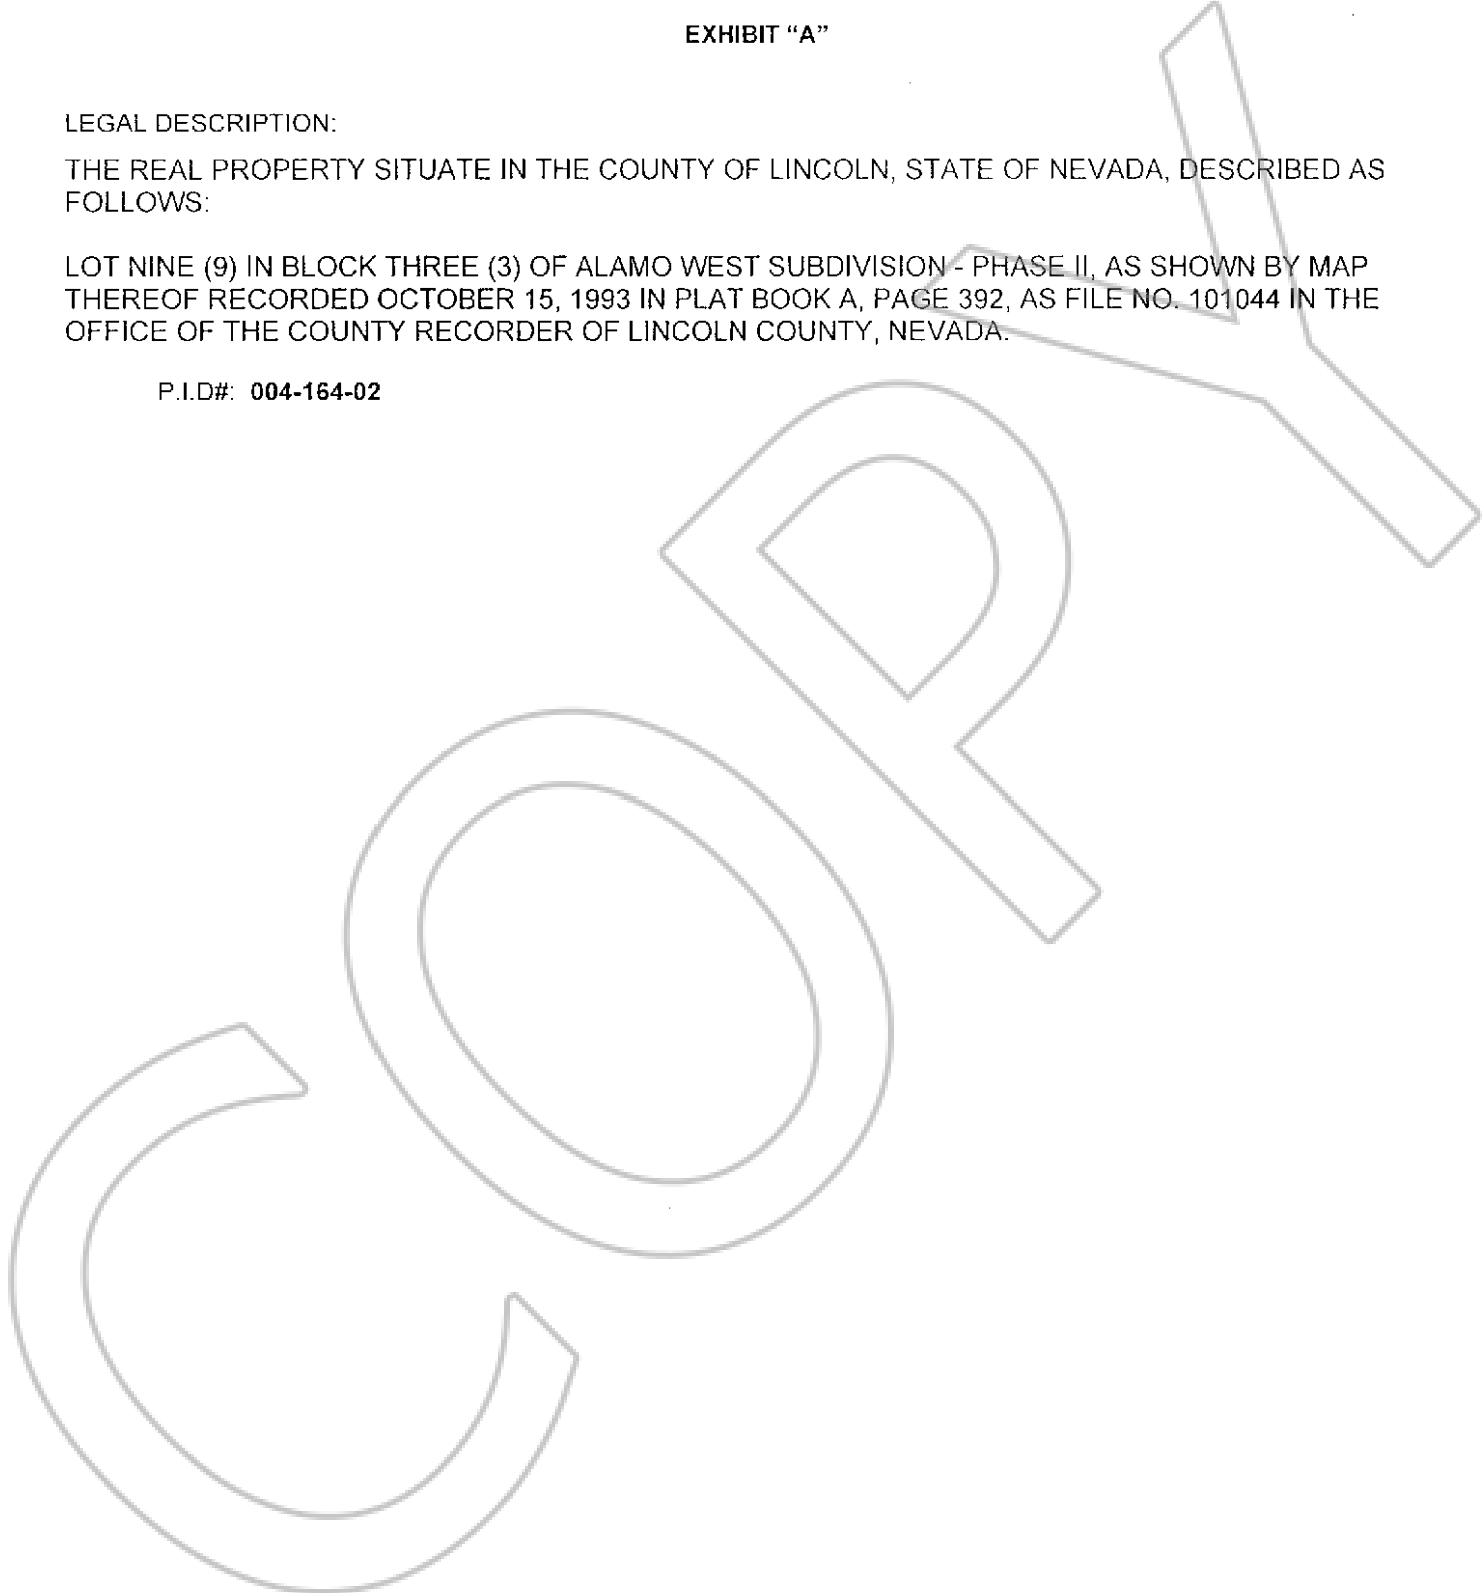 EXHIBIT “A”
LEGAL DESCRIPTION:
THE REAL PROPERTY SITUATE IN THE COUNTY OF LINCOLN, STATE OF NEVADA, DESCRIBED AS
FOLLOWS:
LOT NINE (9) IN BLOCK THREE (3) OF ALAMO WEST SUBDIVISION - PHASE II, AS SHOWN BY MAP
THEREOF RECORDED OCTOBER 15, 1993 IN PLAT BOOK A, PAGE 392, AS FILE NO. 101044 IN THE
OFFICE OF THE COUNTY RECORDER OF LINCOLN COUNTY, NEVADA.
P.I.D#: 004-164-02
COPY